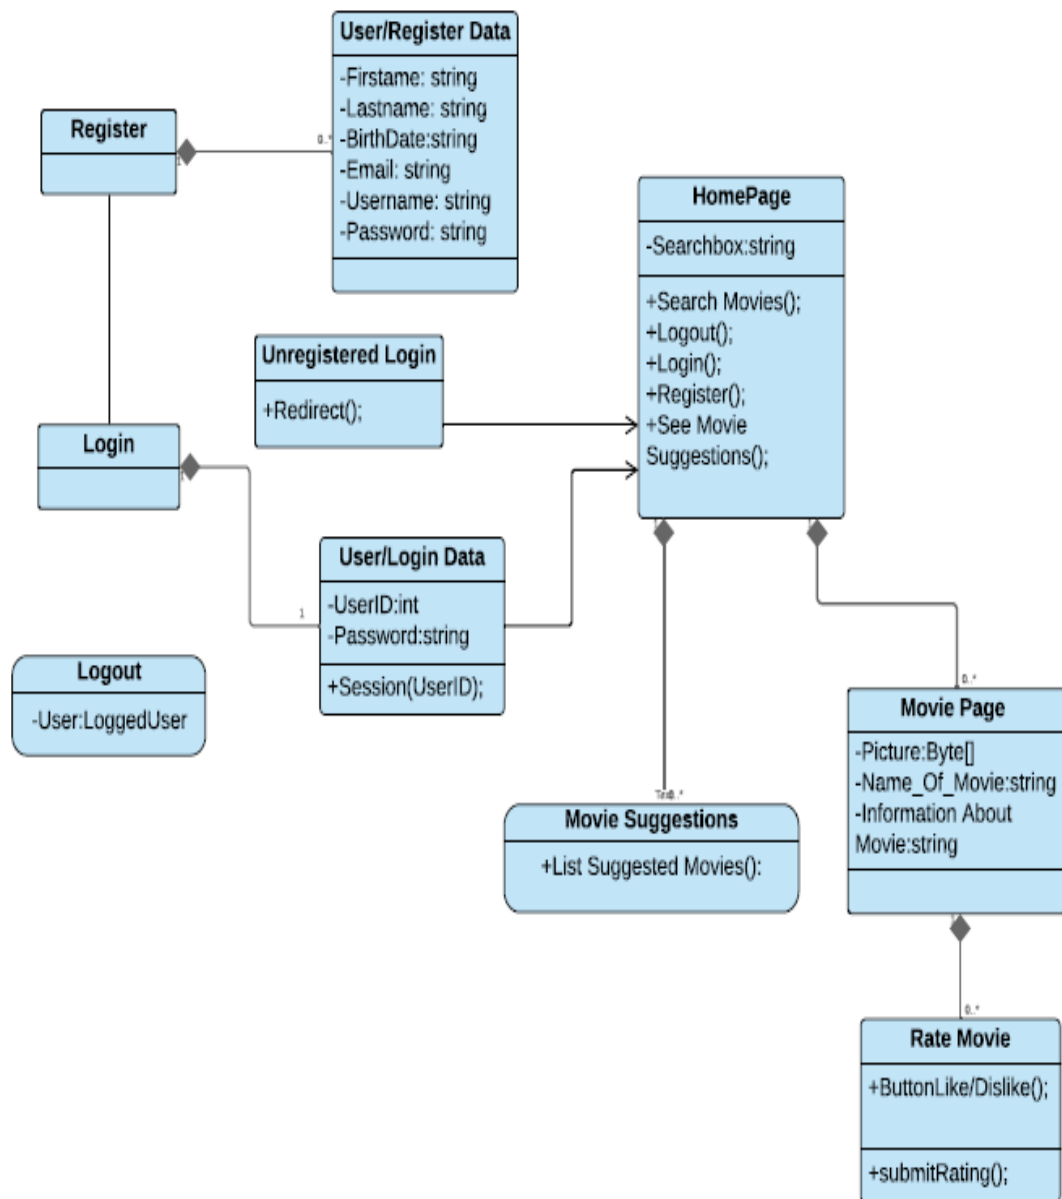 User/Register Data
-Firstame: string
-Lastname: string
-BirthDate:string
-Email: string
-Username: string
-Password: string
Register
1
0..*
HomePage
-Searchbox:string
+Search Movies();
+Logout();
+Login();
+Register();
+See Movie
Suggestions();
Unregistered Login
+Redirect();
Login
1
User/Login Data
-UserID:int
-Password:string
+Session(UserID);
1
Logout
-User:LoggedUser
0..*
Movie Page
-Picture:Byte[]
-Name_Of_Movie:string
-Information About
Movie:string
0..*
Movie Suggestions
+List Suggested Movies():
0..*
Rate Movie
+ButtonLike/Dislike();
+submitRating();